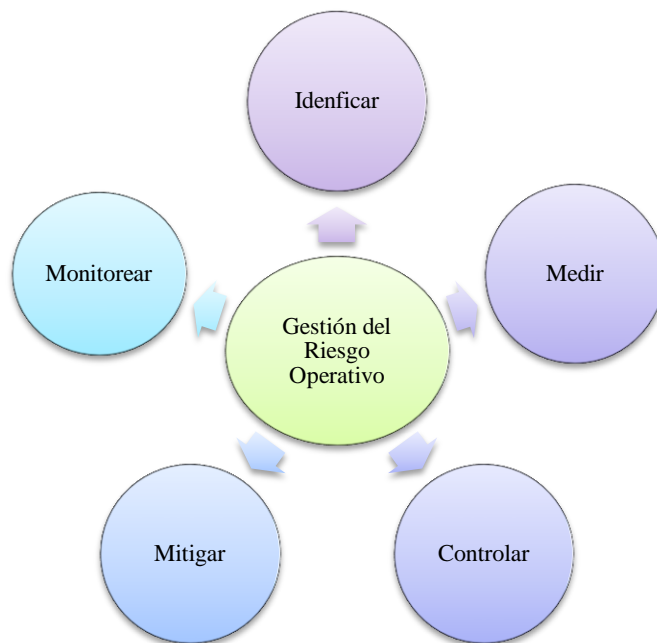 Idenficar
Monitorear
Medir
Gestión del
Riesgo
Operativo
Mitigar
Controlar